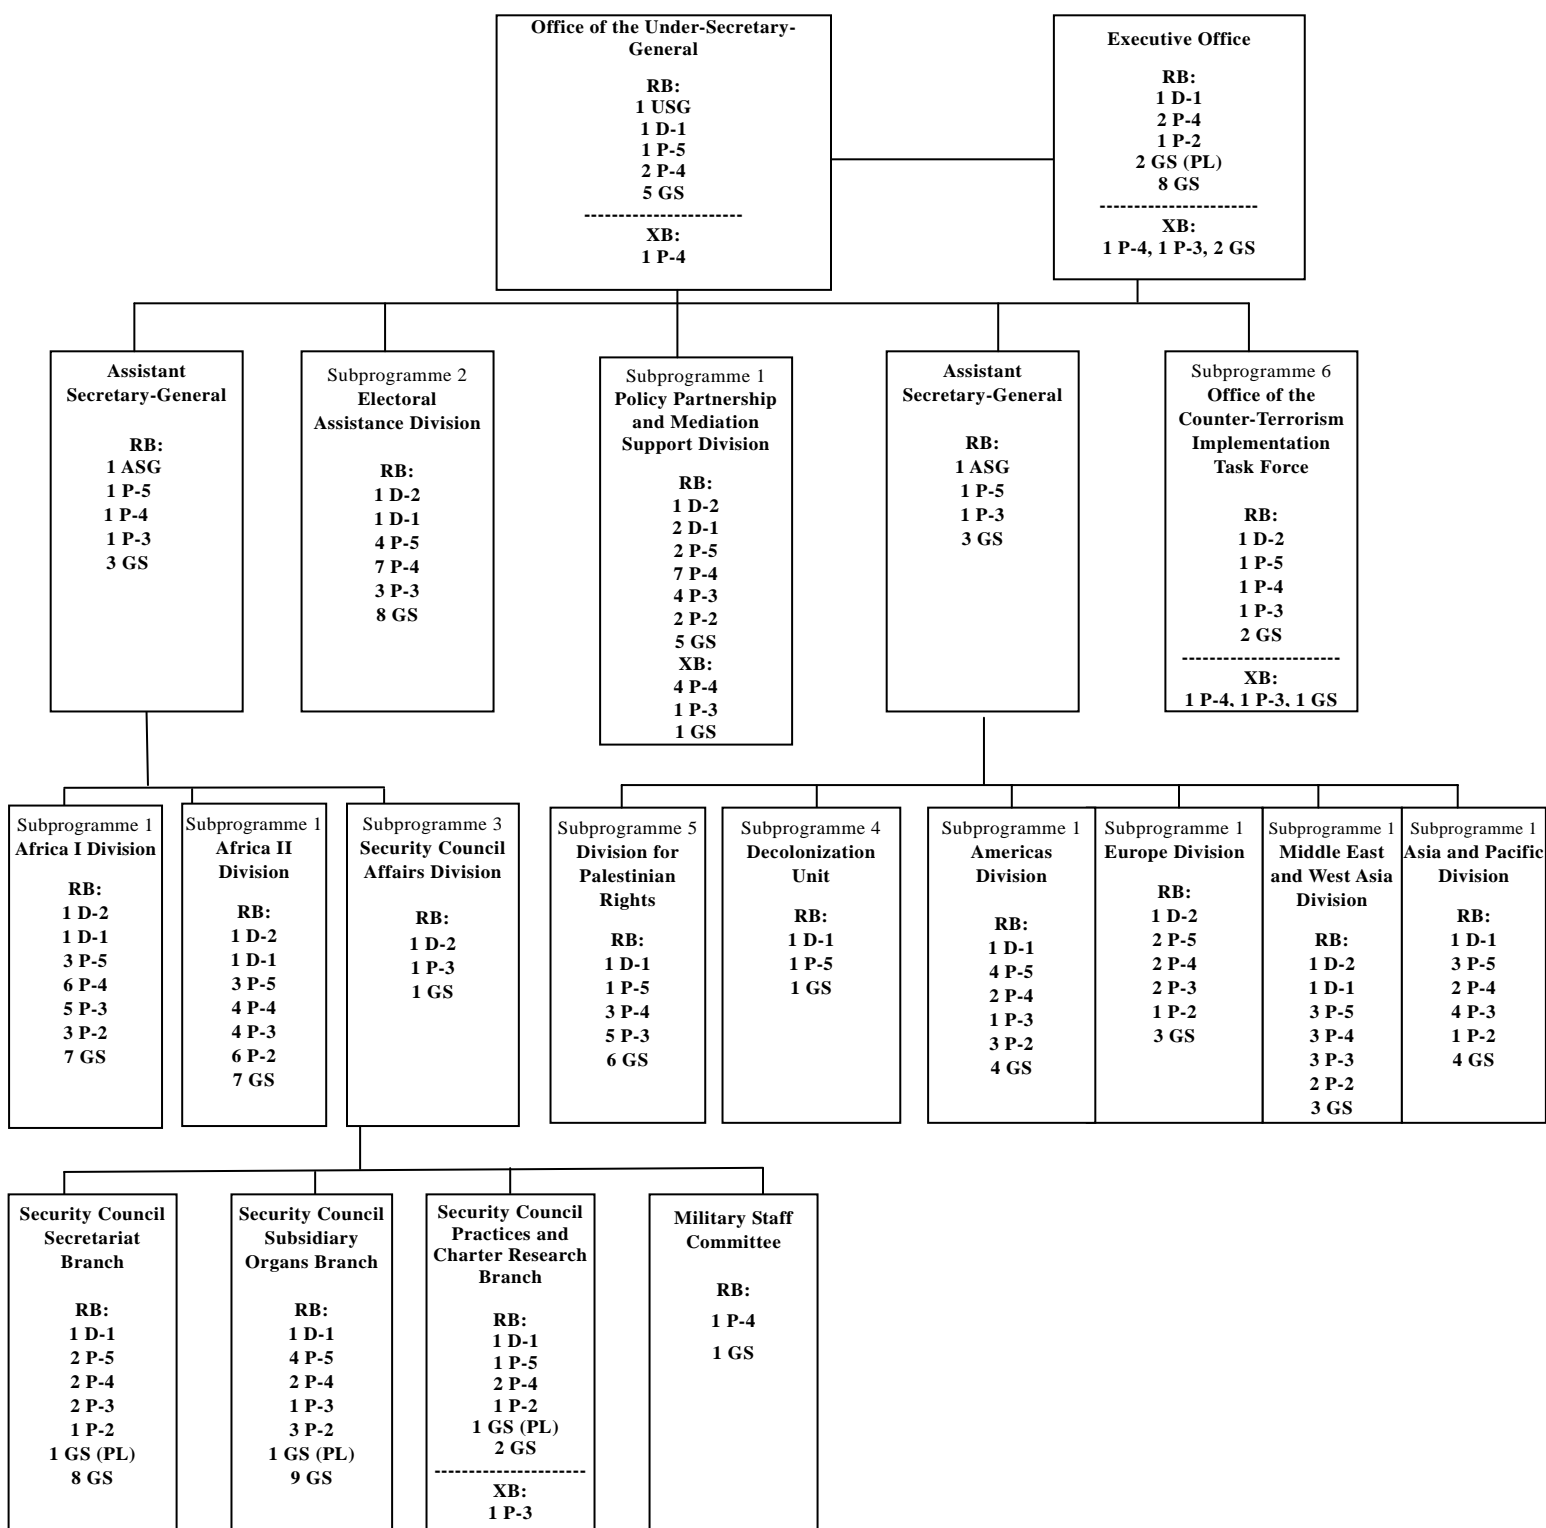 Office of the Under-Secretary-
General
RB:
1 USG
1 D-1
1 P-5
2 P-4
5 GS
-----------------------
XB:
1 P-4
Executive Office
RB:
1 D-1
2 P-4
1 P-2
2 GS (PL)
8 GS
-----------------------
XB:
1 P-4, 1 P-3, 2 GS
Assistant
Secretary-General
RB:
1 ASG
1 P-5
1 P-4
1 P-3
3 GS
Subprogramme 2
Electoral
Assistance Division
RB:
1 D-2
1 D-1
4 P-5
7 P-4
3 P-3
8 GS
Subprogramme 1
Policy Partnership
and Mediation
Support Division
RB:
1 D-2
2 D-1
2 P-5
7 P-4
4 P-3
2 P-2
5 GS
XB:
4 P-4
1 P-3
1 GS
Assistant
Secretary-General
RB:
1 ASG
1 P-5
1 P-3
3 GS
Subprogramme 6
Office of the
Counter-Terrorism
Implementation
Task Force
RB:
1 D-2
1 P-5
1 P-4
1 P-3
2 GS
-----------------------
XB:
1 P-4, 1 P-3, 1 GS
Subprogramme 1
Africa I Division
RB:
1 D-2
1 D-1
3 P-5
6 P-4
5 P-3
3 P-2
7 GS
Subprogramme 1
Africa II
Division
RB:
1 D-2
1 D-1
3 P-5
4 P-4
4 P-3
6 P-2
7 GS
Subprogramme 3
Security Council
Affairs Division
RB:
1 D-2
1 P-3
1 GS
Subprogramme 5
Division for
Palestinian
Rights
RB:
1 D-1
1 P-5
3 P-4
5 P-3
6 GS
Subprogramme 4
Decolonization
Unit
RB:
1 D-1
1 P-5
1 GS
Subprogramme 1
Americas
Division
RB:
1 D-1
4 P-5
2 P-4
1 P-3
3 P-2
4 GS
Subprogramme 1
Europe Division
RB:
1 D-2
2 P-5
2 P-4
2 P-3
1 P-2
3 GS
Subprogramme 1
Middle East
and West Asia
Division
RB:
1 D-2
1 D-1
3 P-5
3 P-4
3 P-3
2 P-2
3 GS
Subprogramme 1
Asia and Pacific
Division
RB:
1 D-1
3 P-5
2 P-4
4 P-3
1 P-2
4 GS
Security Council
Secretariat
Branch
RB:
1 D-1
2 P-5
2 P-4
2 P-3
1 P-2
1 GS (PL)
8 GS
Security Council
Subsidiary
Organs Branch
RB:
1 D-1
4 P-5
2 P-4
1 P-3
3 P-2
1 GS (PL)
9 GS
Security Council
Practices and
Charter Research
Branch
RB:
1 D-1
1 P-5
2 P-4
1 P-2
1 GS (PL)
2 GS
----------------------
XB:
1 P-3
Military Staff
Committee
RB:
1 P-4
1 GS